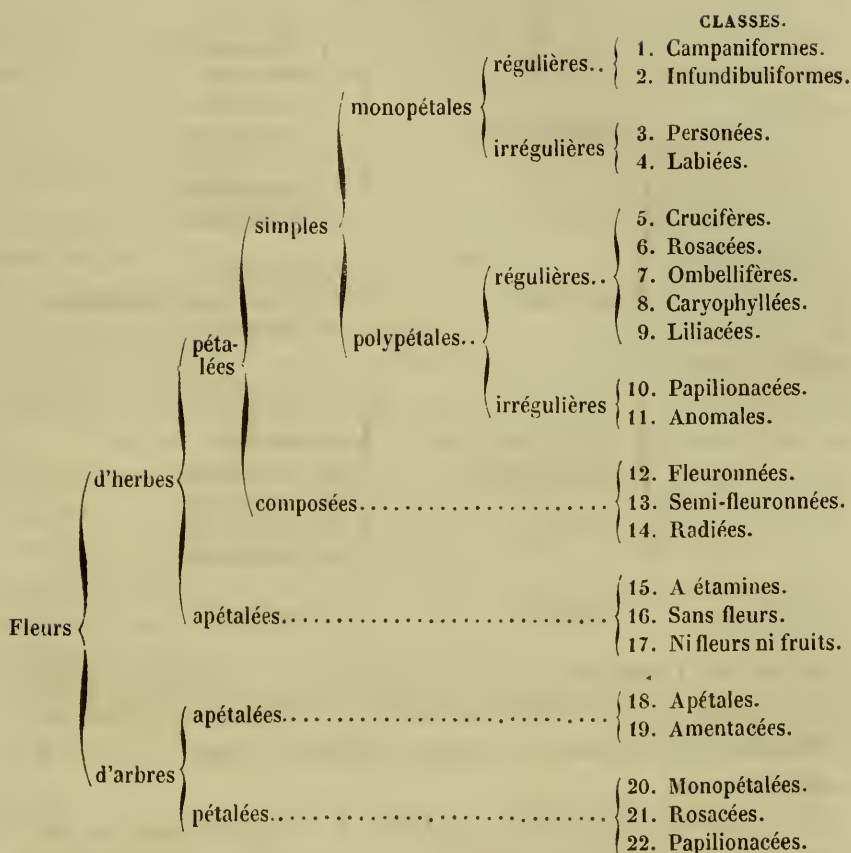 CLASSES.
régulières.. 1. Campaniformes.
2. Infundibuliformes.
monopétales
irrégulières 3. Personées.
4. Labiées.
simples
5. Crucifères.
6. Rosacées.
régulières.. 7. Ombellifères.
8. Caryophyllées.
polypétales.. 9. Liliacées.
péta-
lées
irrégulières 10. Papilionacées.
11. Anomales.
d'herbes 12. Fleuronnées.
composées........................ 13. Semi-fleuronnées.
14. Radiées.
15. A étamines.
Fleurs apétalées.............................. 16. Sans fleurs.
17. Ni fleurs ni fruits.
apétalées.............................. 18. Apétales.
19. Amentacées.
d'arbres 20. Monopétalées.
pétalées................................ 21. Rosacées.
22. Papilionacées.